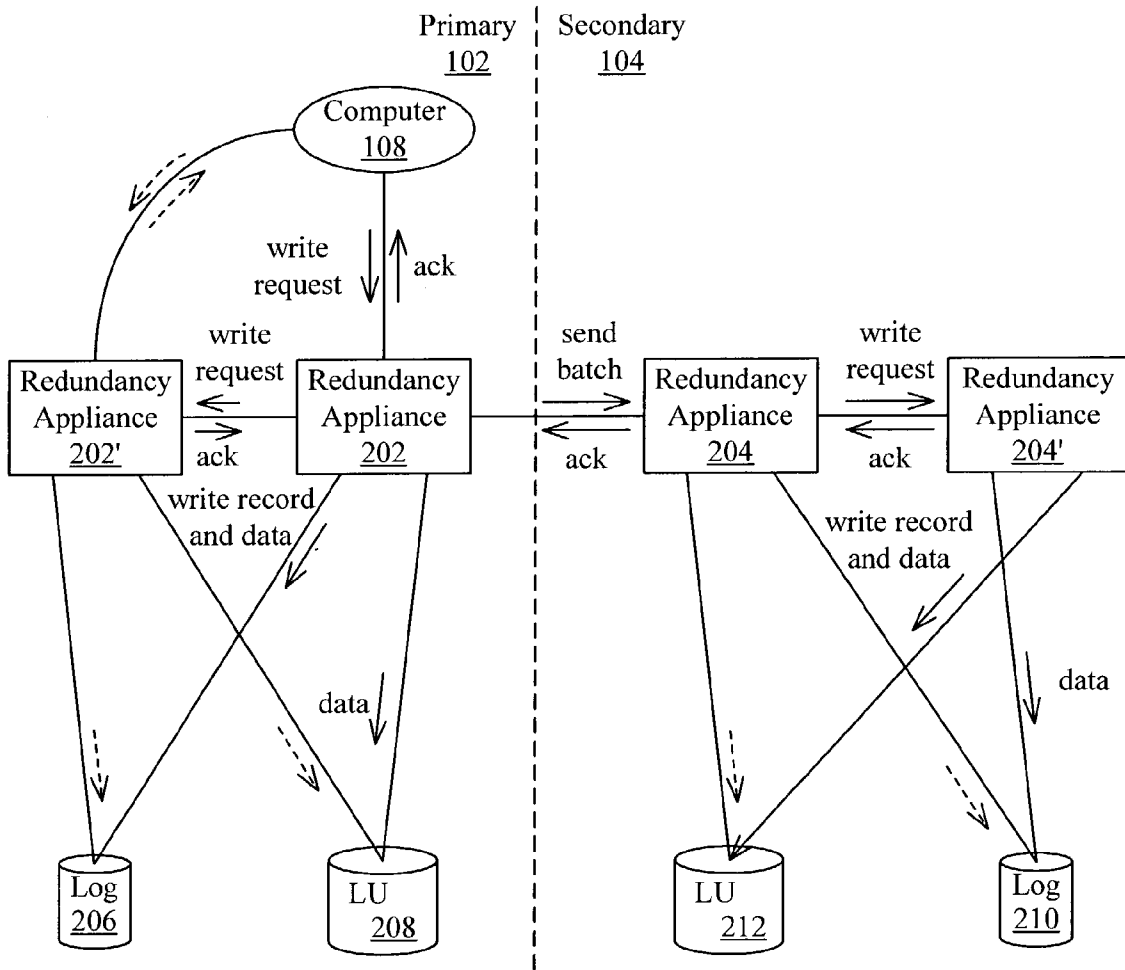 Primary
102
Secondary
104
Computer
108
write
request
ack
write
request
ack
Redundancy
Appliance
202'
Redundancy
Appliance
202
send
batch
ack
Redundancy
Appliance
204
write
request
ack
Redundancy
Appliance
204'
write record
and data
data
write record
and data
data
Log
206
LU
208
LU
212
Log
210